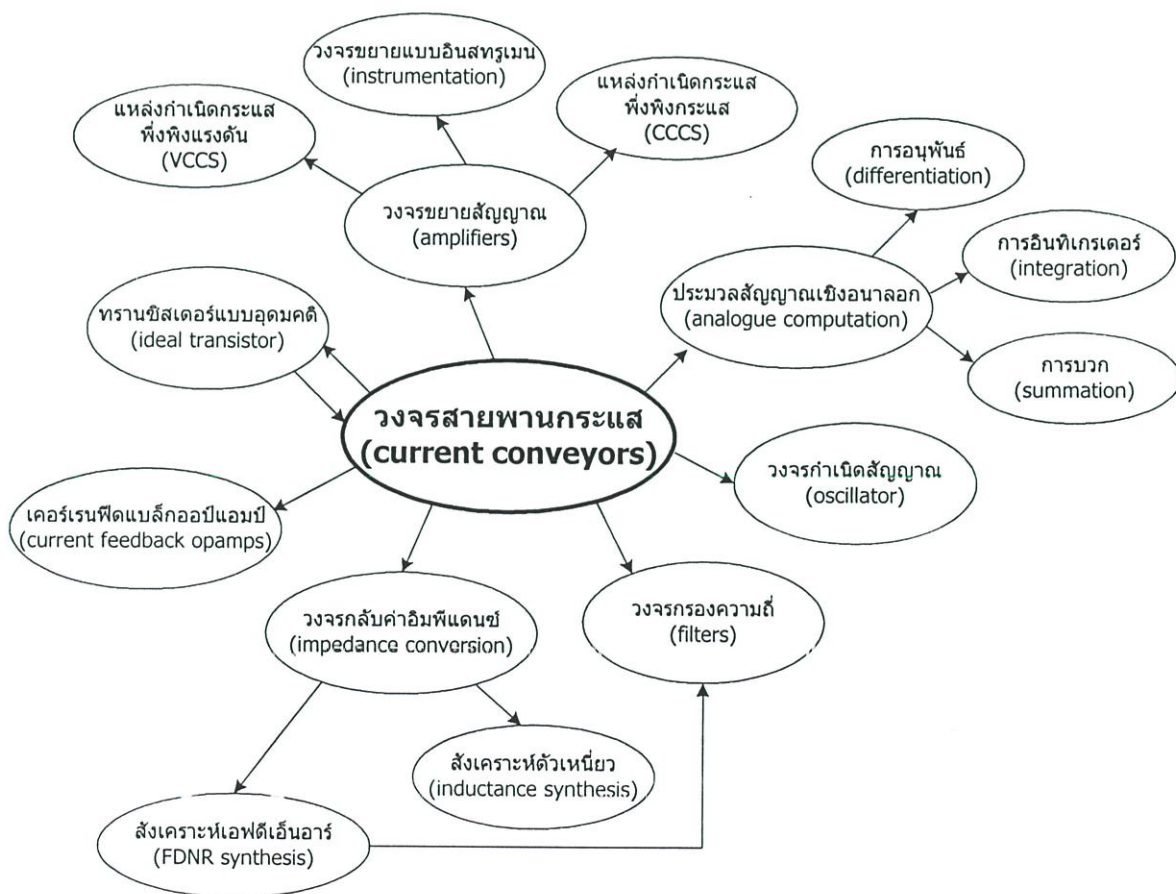 วงจรขยายแบบอินสทรูเมน
(instrumentation)
แหล่งกำเนิดกระแส
พึ่งพิงแรงดัน
(VCCS)
แหล่งกำเนิดกระแส
พึ่งพิงกระแส
(CCCS)
วงจรขยายสัญญาณ
(amplifiers)
การอนุพันธ์
(differentiation)
การอินทิเกรเตอร์
(integration)
ประมวลสัญญาณเชิงอนาลอก
(analogue computation)
ทรานซิสเตอร์แบบอุดมคติ
(ideal transistor)
การบวก
(summation)
วงจรสายพานกระแส
(current conveyors)
วงจรกำเนิดสัญญาณ
(oscillator)
เคอร์เรนฟีดแบล็กออป์แอมป์
(current feedback opamps)
วงจรกลับค่าอิมพีแดนซ์
(impedance conversion)
วงจรกรองความถี่
(filters)
สังเคราะห์ตัวเหนี่ยว
(inductance synthesis)
สังเคราะห์เอฟดีเอ็นอาร์
(FDNR synthesis)